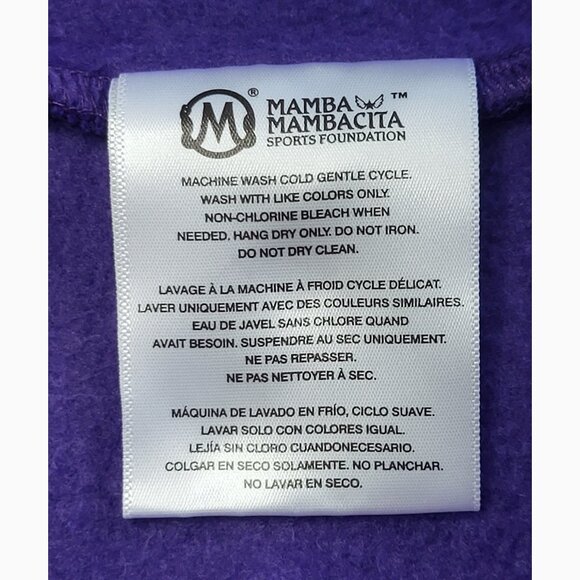 M ®
MAMBA ™
MAMBACITA
SPORTS FOUNDATION
MACHINE WASH COLD GENTLE CYCLE.
WASH WITH LIKE COLORS ONLY.
NON-CHLORINE BLEACH WHEN
NEEDED. HANG DRY ONLY. DO NOT IRON.
DO NOT DRY CLEAN.
LAVAGE À LA MACHINE À FROID CYCLE DÉLICAT.
LAVER UNIQUEMENT AVEC DES COULEURS SIMILAIRES.
EAU DE JAVEL SANS CHLORE QUAND
AVAIT BESOIN. SUSPENDRE AU SEC UNIQUEMENT.
NE PAS REPASSER.
NE PAS NETTOYER À SEC.
MÁQUINA DE LAVADO EN FRÍO, CICLO SUAVE.
LAVAR SOLO CON COLORES IGUAL.
LEJÍA SIN CLORO CUANDONECESARIO.
COLGAR EN SECO SOLAMENTE. NO PLANCHAR.
NO LAVAR EN SECO.